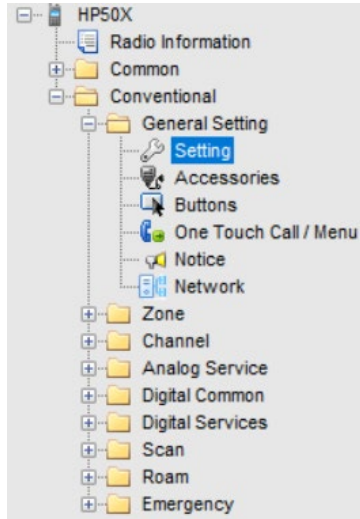 HP50X
Radio Information
Common
Conventional
General Setting
Setting
Accessories
Buttons
One Touch Call / Menu
Notice
Network
Zone
Channel
Analog Service
Digital Common
Digital Services
Scan
Roam
Emergency